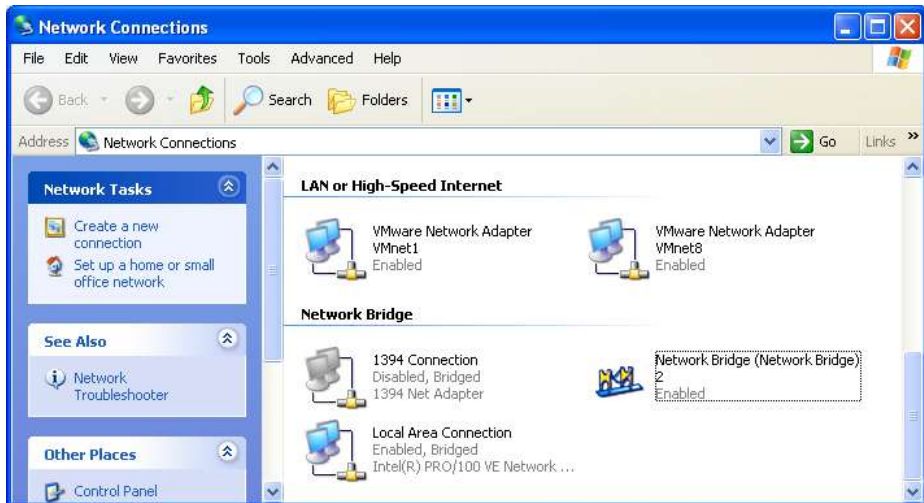 Network Connections
File Edit View Favorites Tools Advanced Help
Back Search Folders
Address Network Connections Go Links »
Network Tasks
Create a new
connection
Set up a home or small
office network
See Also
Network
Troubleshooter
Other Places
Control Panel
LAN or High-Speed Internet
VMware Network Adapter
VMnet1
Enabled
VMware Network Adapter
VMnet8
Enabled
Network Bridge
1394 Connection
Disabled, Bridged
1394 Net Adapter
Network Bridge (Network Bridge)
2
Enabled
Local Area Connection
Enabled, Bridged
Intel(R) PRO/100 VE Network ...